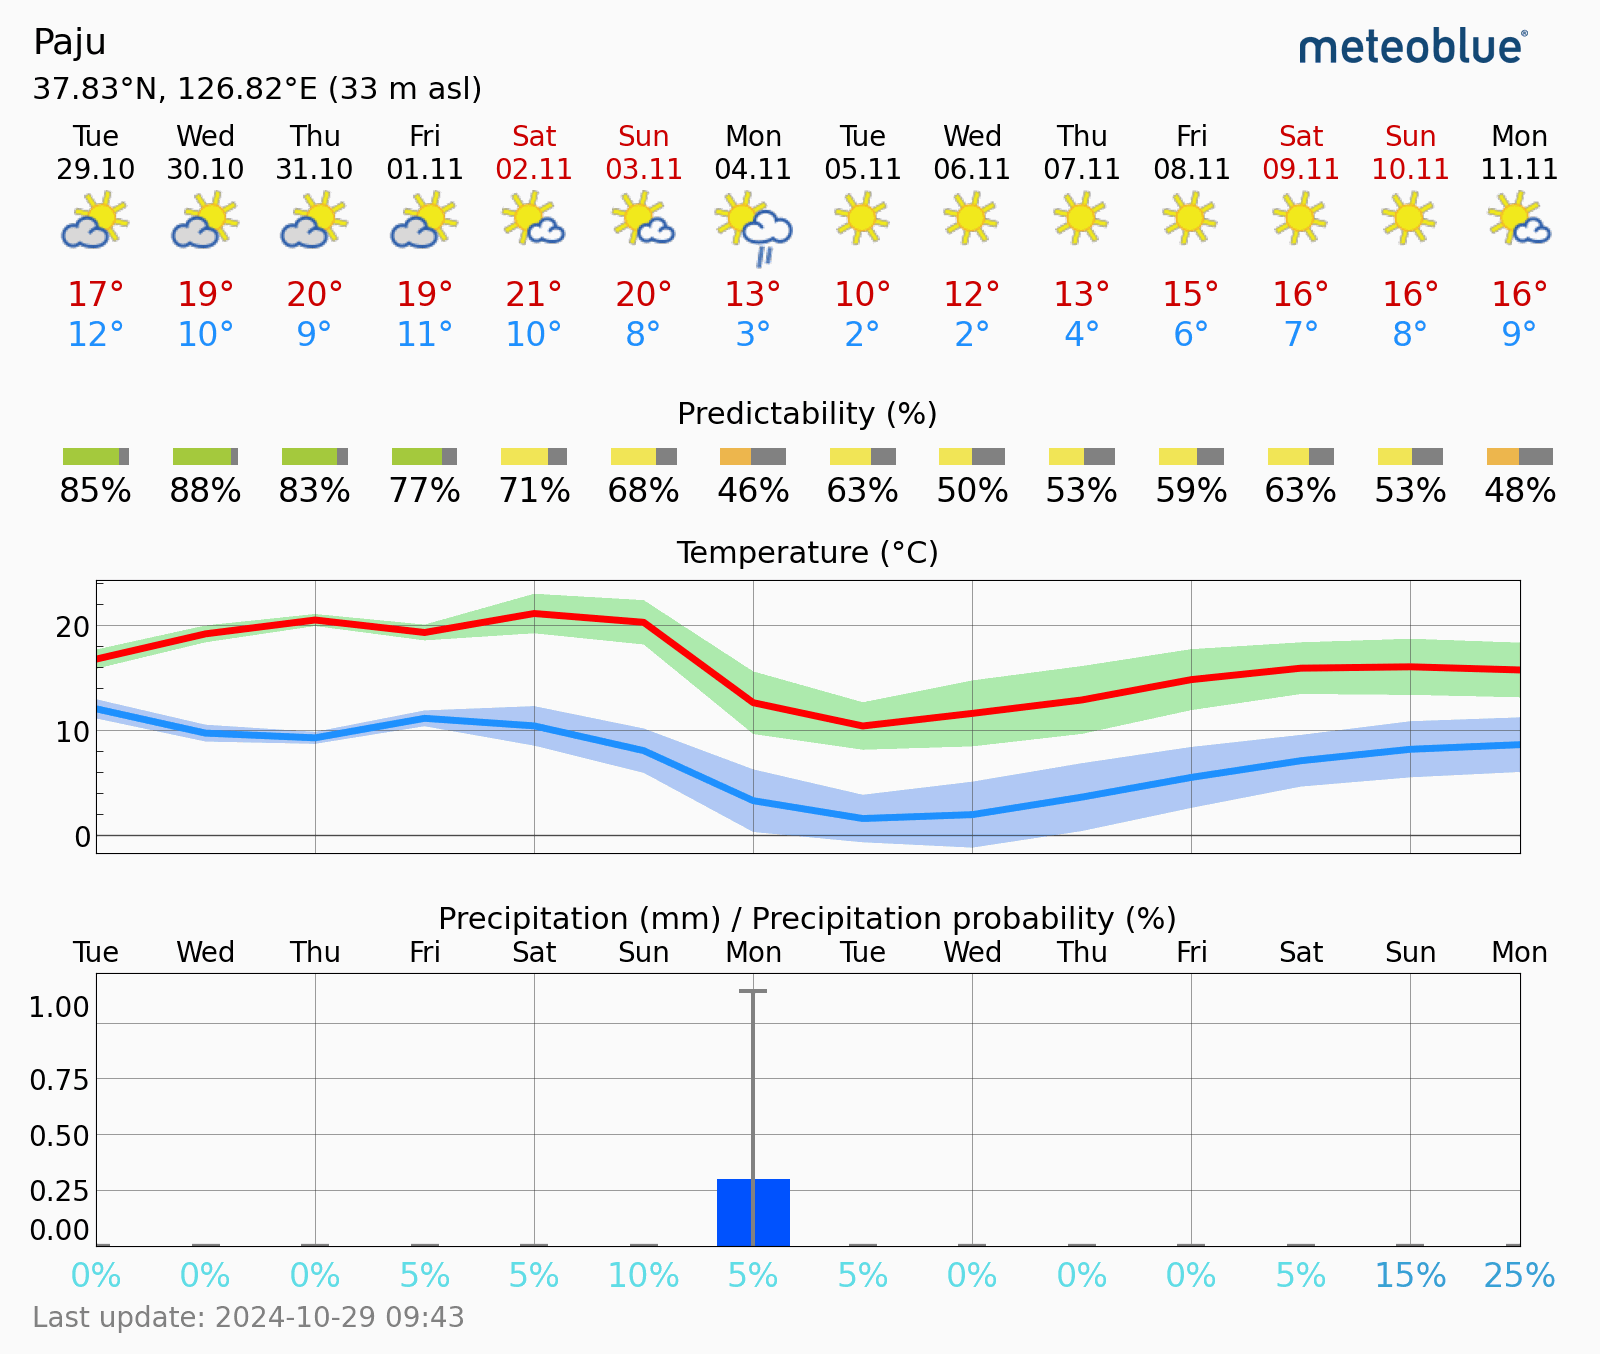 Paju
meteoblue®
37.83°N, 126.82°E (33 m asl)
Tue Wed Thu Fri Sat Sun Mon Tue Wed Thu Fri Sat Sun Mon
29.10 30.10 31.10 01.11 02.11 03.11 04.11 05.11 06.11 07.11 08.11 09.11 10.11 11.11
17° 19° 20° 19° 21° 20° 13° 10° 12° 13° 15° 16° 16° 16°
12° 10° 9° 11° 10° 8° 3° 2° 2° 4° 6° 7° 8° 9°
Predictability (%)
85% 88% 83% 77% 71% 68% 46% 63% 50% 53% 59% 63% 53% 48%
Temperature (°C)
20
10
0
Precipitation (mm) / Precipitation probability (%)
Tue Wed Thu Fri Sat Sun Mon Tue Wed Thu Fri Sat Sun Mon
1.00
0.75
0.50
0.25
0.00
0% 0% 0% 5% 5% 10% 5% 5% 0% 0% 0% 5% 15% 25%
Last update: 2024-10-29 09:43